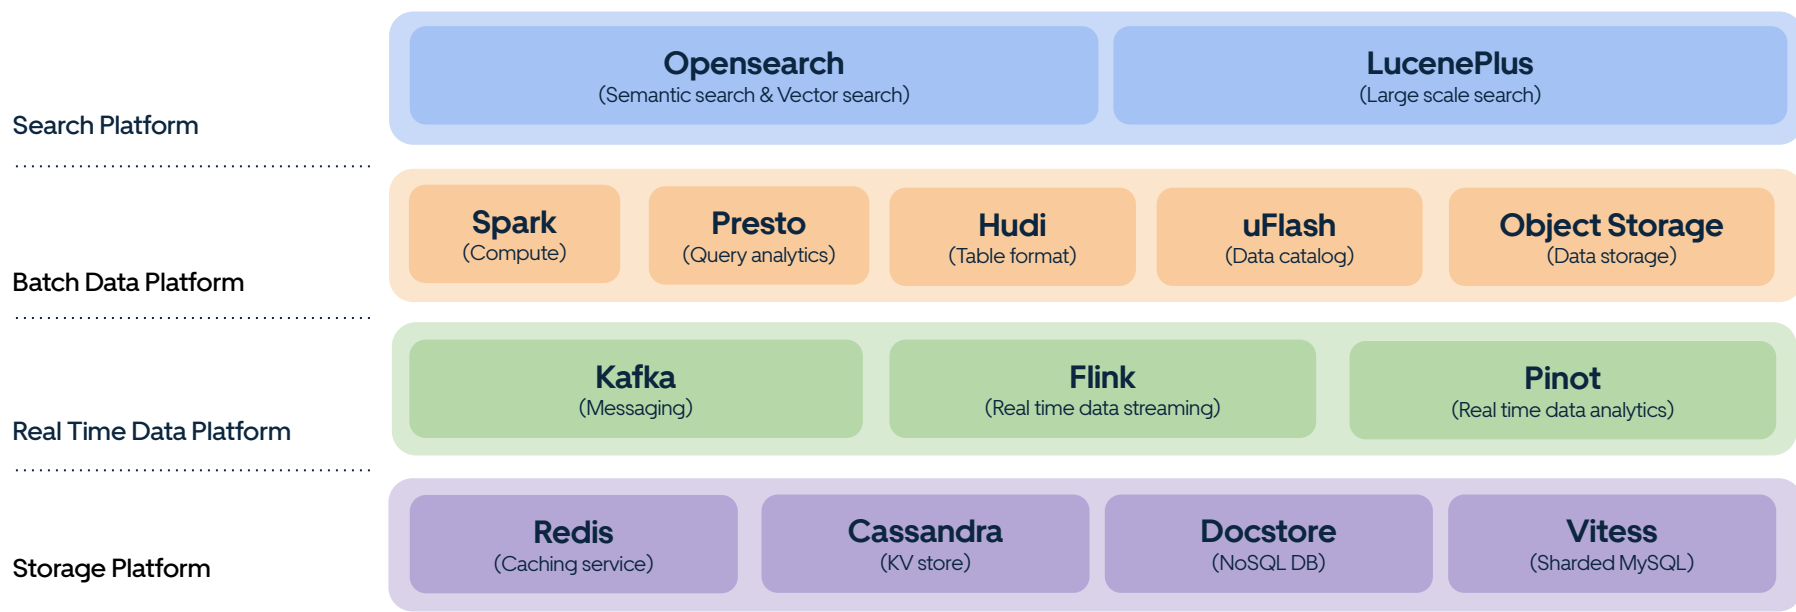 Search Platform
Opensearch
(Semantic search & Vector search)
LucenePlus
(Large scale search)
Batch Data Platform
Spark
(Compute)
Presto
(Query analytics)
Hudi
(Table format)
uFlash
(Data catalog)
Object Storage
(Data storage)
Real Time Data Platform
Kafka
(Messaging)
Flink
(Real time data streaming)
Pinot
(Real time data analytics)
Storage Platform
Redis
(Caching service)
Cassandra
(KV store)
Docstore
(NoSQL DB)
Vitess
(Sharded MySQL)